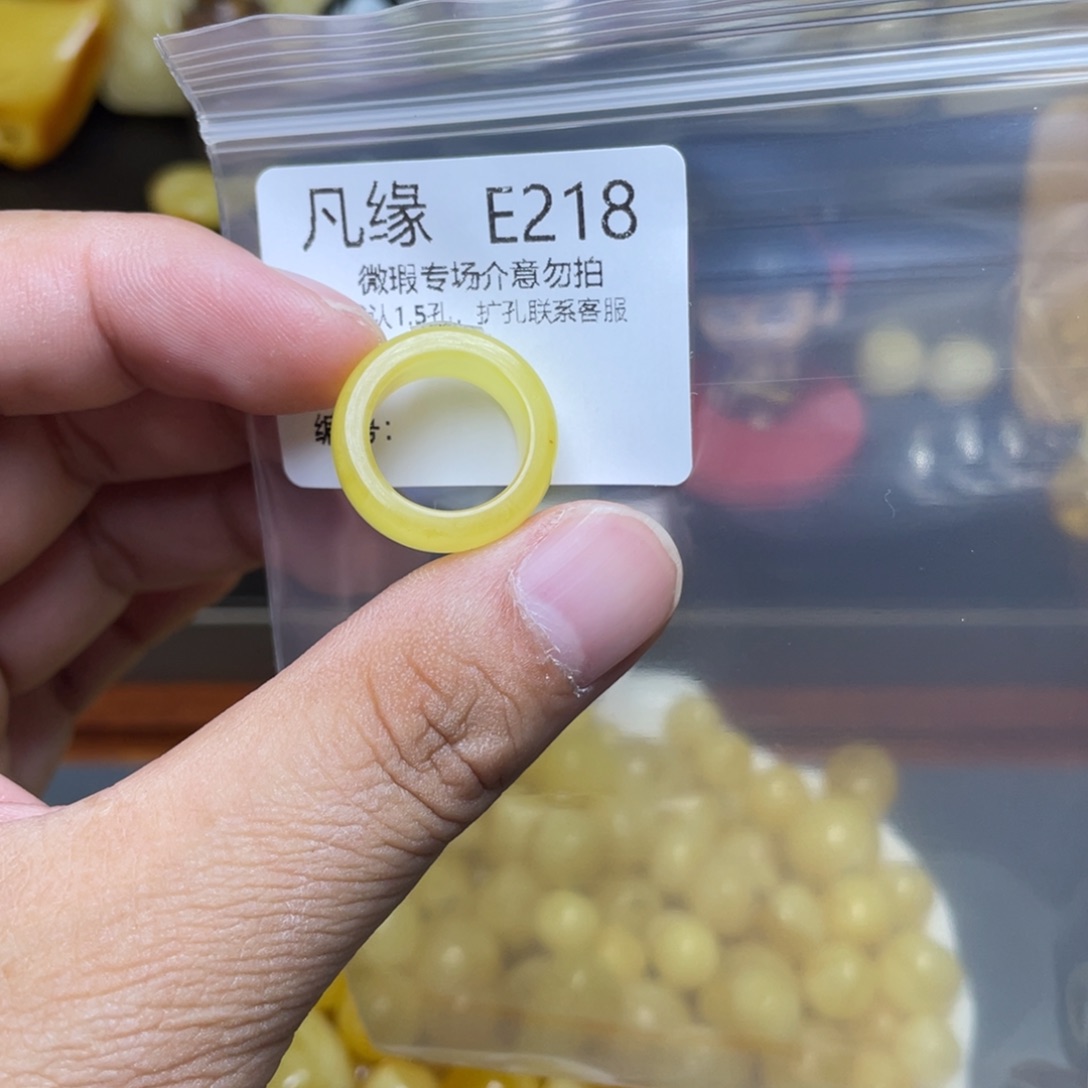 凡缘 E218
微瑕专场介意勿拍
认1.5孔，扩孔联系客服
编号：